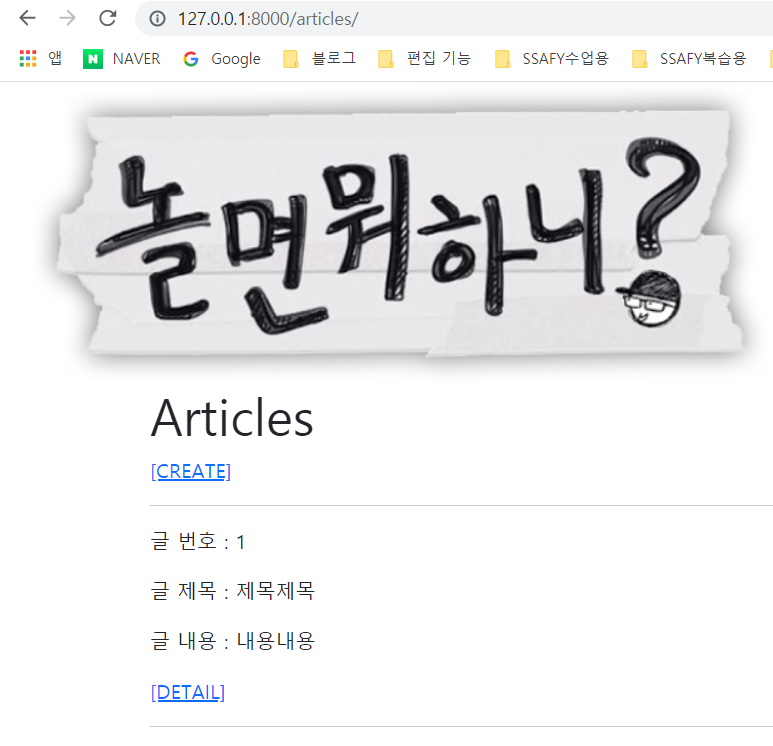 127.0.0.1:8000/articles/
앱 NAVER Google 블로그 편집 기능 SSAFY수업용 SSAFY복습용
놀면뭐하니?
Articles
[CREATE]
글 번호 : 1
글 제목 : 제목제목
글 내용 : 내용내용
[DETAIL]